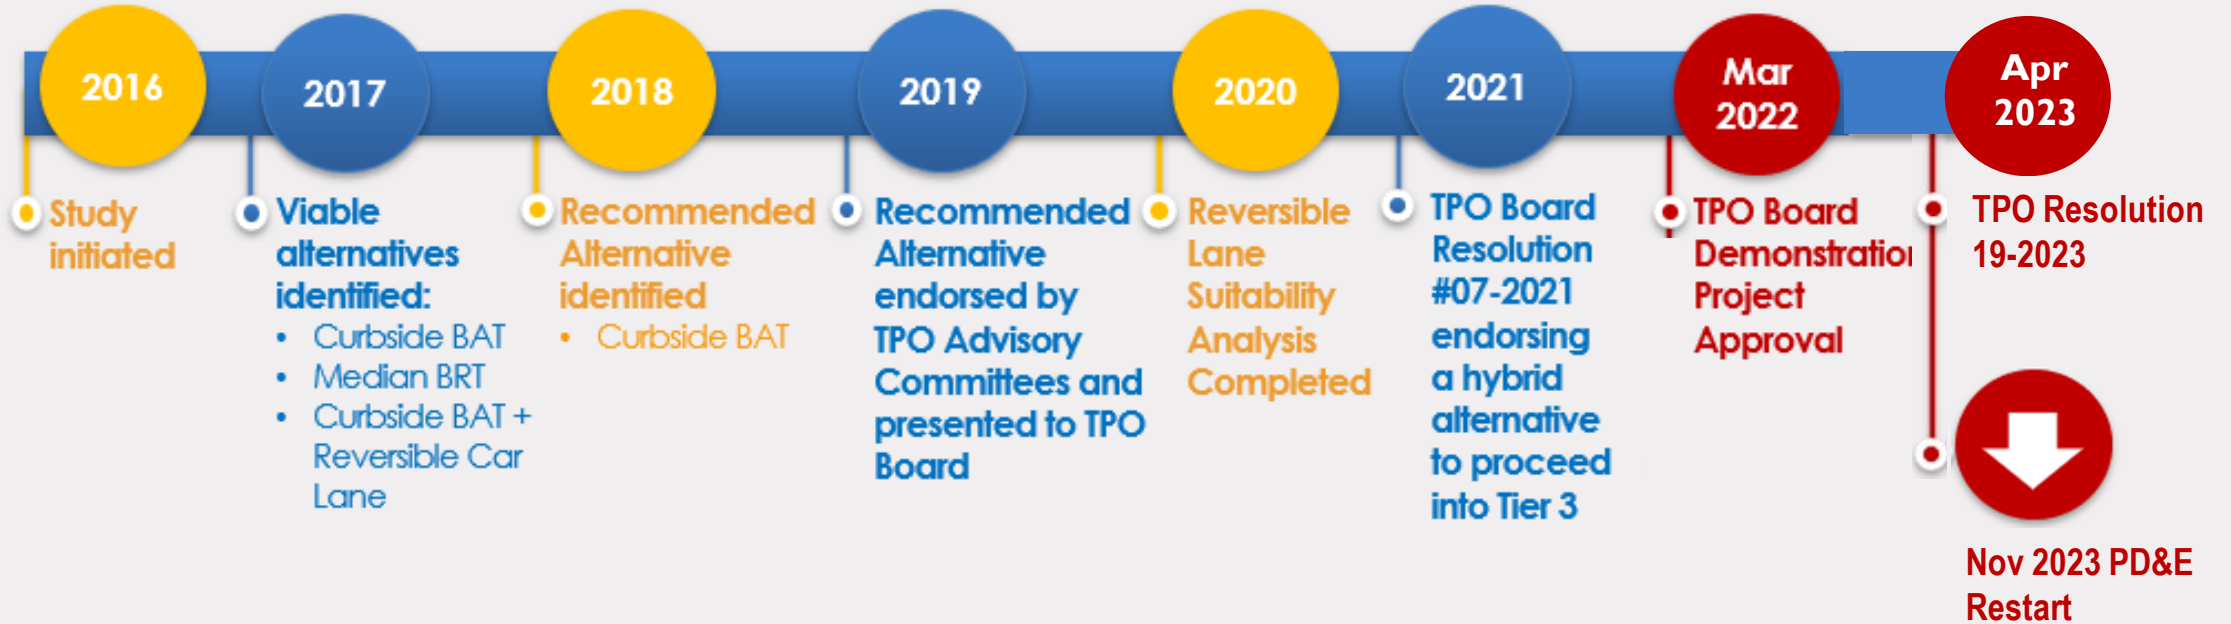 2016
Study
initiated
2017
Viable
alternatives
identified:
• Curbside BAT
• Median BRT
• Curbside BAT +
Reversible Car
Lane
2018
Recommended
Alternative
identified
• Curbside BAT
2019
Recommended
Alternative
endorsed by
TPO Advisory
Committees and
presented to TPO
Board
2020
Reversible
Lane
Suitability
Analysis
Completed
2021
TPO Board
Resolution
#07-2021
endorsing
a hybrid
alternative
to proceed
into Tier 3
Mar
2022
TPO Board
Demonstration
Project
Approval
Apr
2023
TPO Resolution
19-2023
Nov 2023 PD&E
Restart